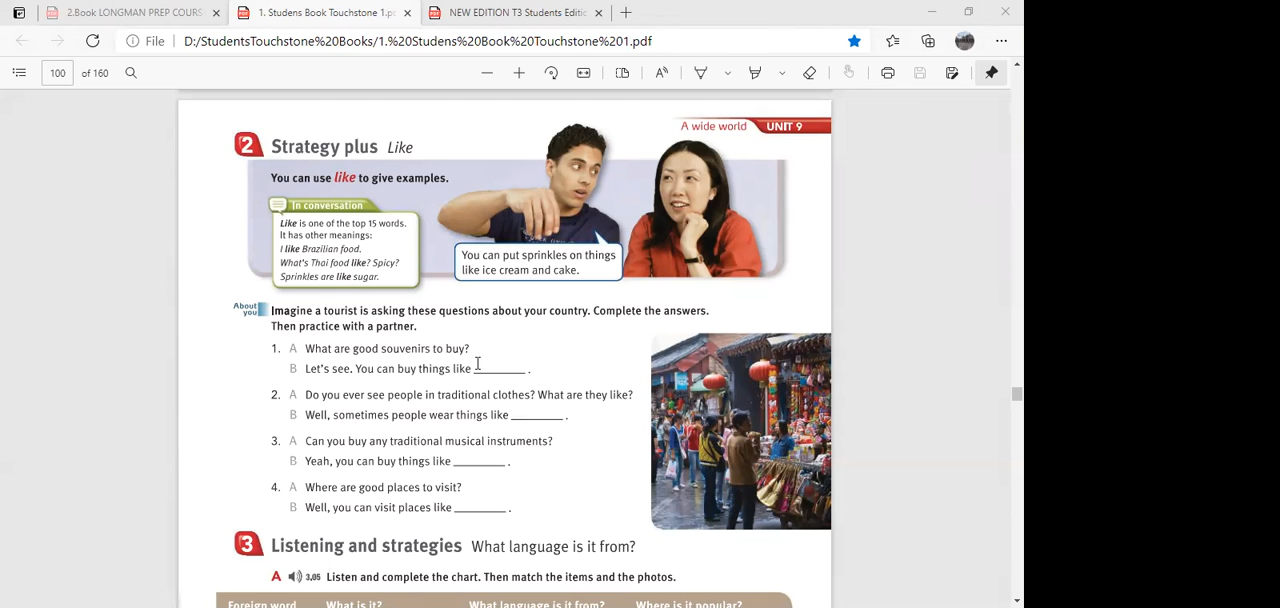 2.Book LONGMAN PREP COURS
1. Studens Book Touchstone 1.p
NEW EDITION T3 Students Editi
File D:/StudentsTouchstone%20Books/1.%20Studens%20Book%20Touchstone%201.pdf
100 of 160
A wide world UNIT 9
2 Strategy plus Like
You can use like to give examples.
In conversation
Like is one of the top 15 words.
It has other meanings:
I like Brazilian food.
What's Thai food like? Spicy?
Sprinkles are like sugar.
You can put sprinkles on things
like ice cream and cake.
About
you
Imagine a tourist is asking these questions about your country. Complete the answers.
Then practice with a partner.
1. A What are good souvenirs to buy?
B Let's see. You can buy things like ________ .
2. A Do you ever see people in traditional clothes? What are they like?
B Well, sometimes people wear things like ________ .
3. A Can you buy any traditional musical instruments?
B Yeah, you can buy things like ________ .
4. A Where are good places to visit?
B Well, you can visit places like ________ .
3 Listening and strategies What language is it from?
A 3.05 Listen and complete the chart. Then match the items and the photos.
Foreign word What is it? What language is it from? Where is it popular?